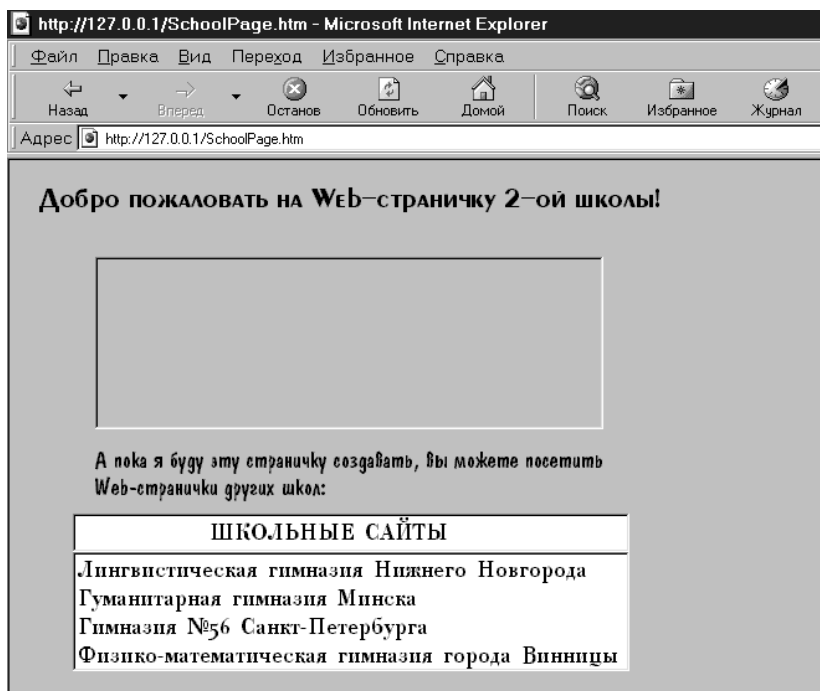 http://127.0.0.1/SchoolPage.htm - Microsoft Internet Explorer
Файл Правка Вид Переход Избранное Справка
Назад Вперед Останов Обновить Домой Поиск Избранное Журнал
Адрес http://127.0.0.1/SchoolPage.htm
Добро пожаловать на Web-страничку 2-ой школы!
А пока я буду эту страничку создавать, вы можете посетить
Web-странички других школ:
ШКОЛЬНЫЕ САЙТЫ
Лингвистическая гимназия Нижнего Новгорода
Гуманитарная гимназия Минска
Гимназия №56 Санкт-Петербурга
Физико-математическая гимназия города Винницы